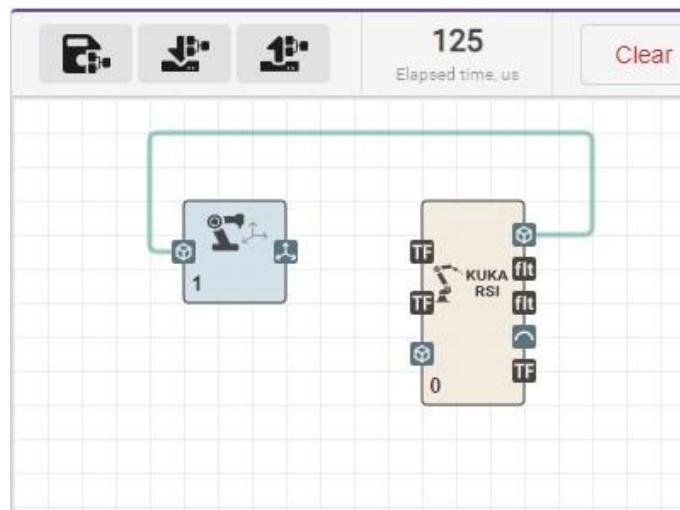 125
Elapsed time, us
Clear
1
TF
TF
KUKA
RSI
flt
flt
TF
0